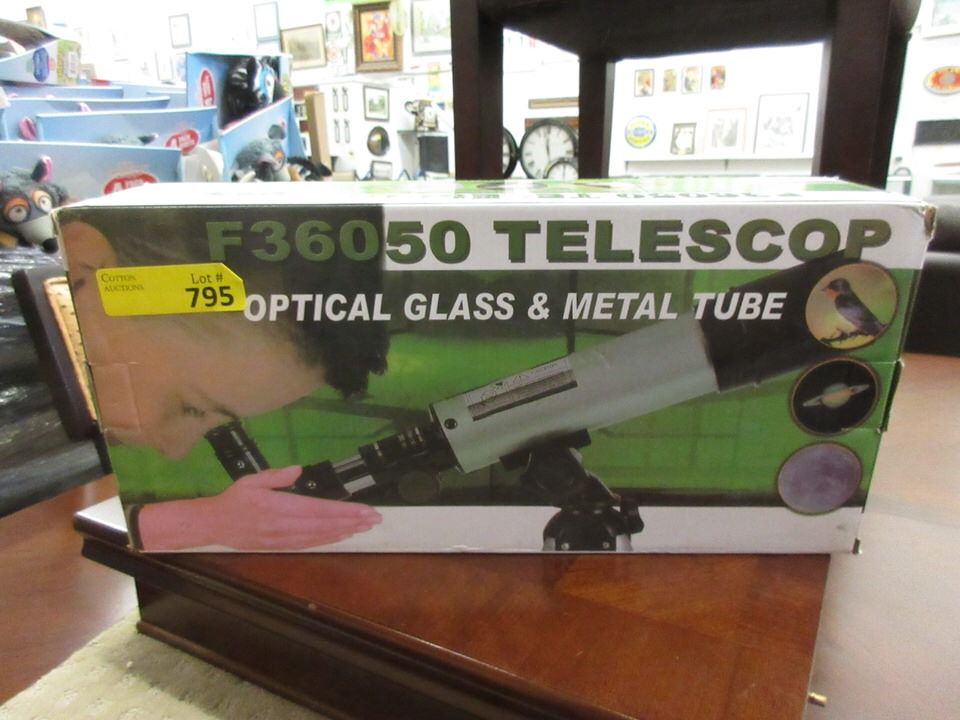 F36050 TELESCOP
COTTON
AUCTIONS
Lot #
795
OPTICAL GLASS & METAL TUBE